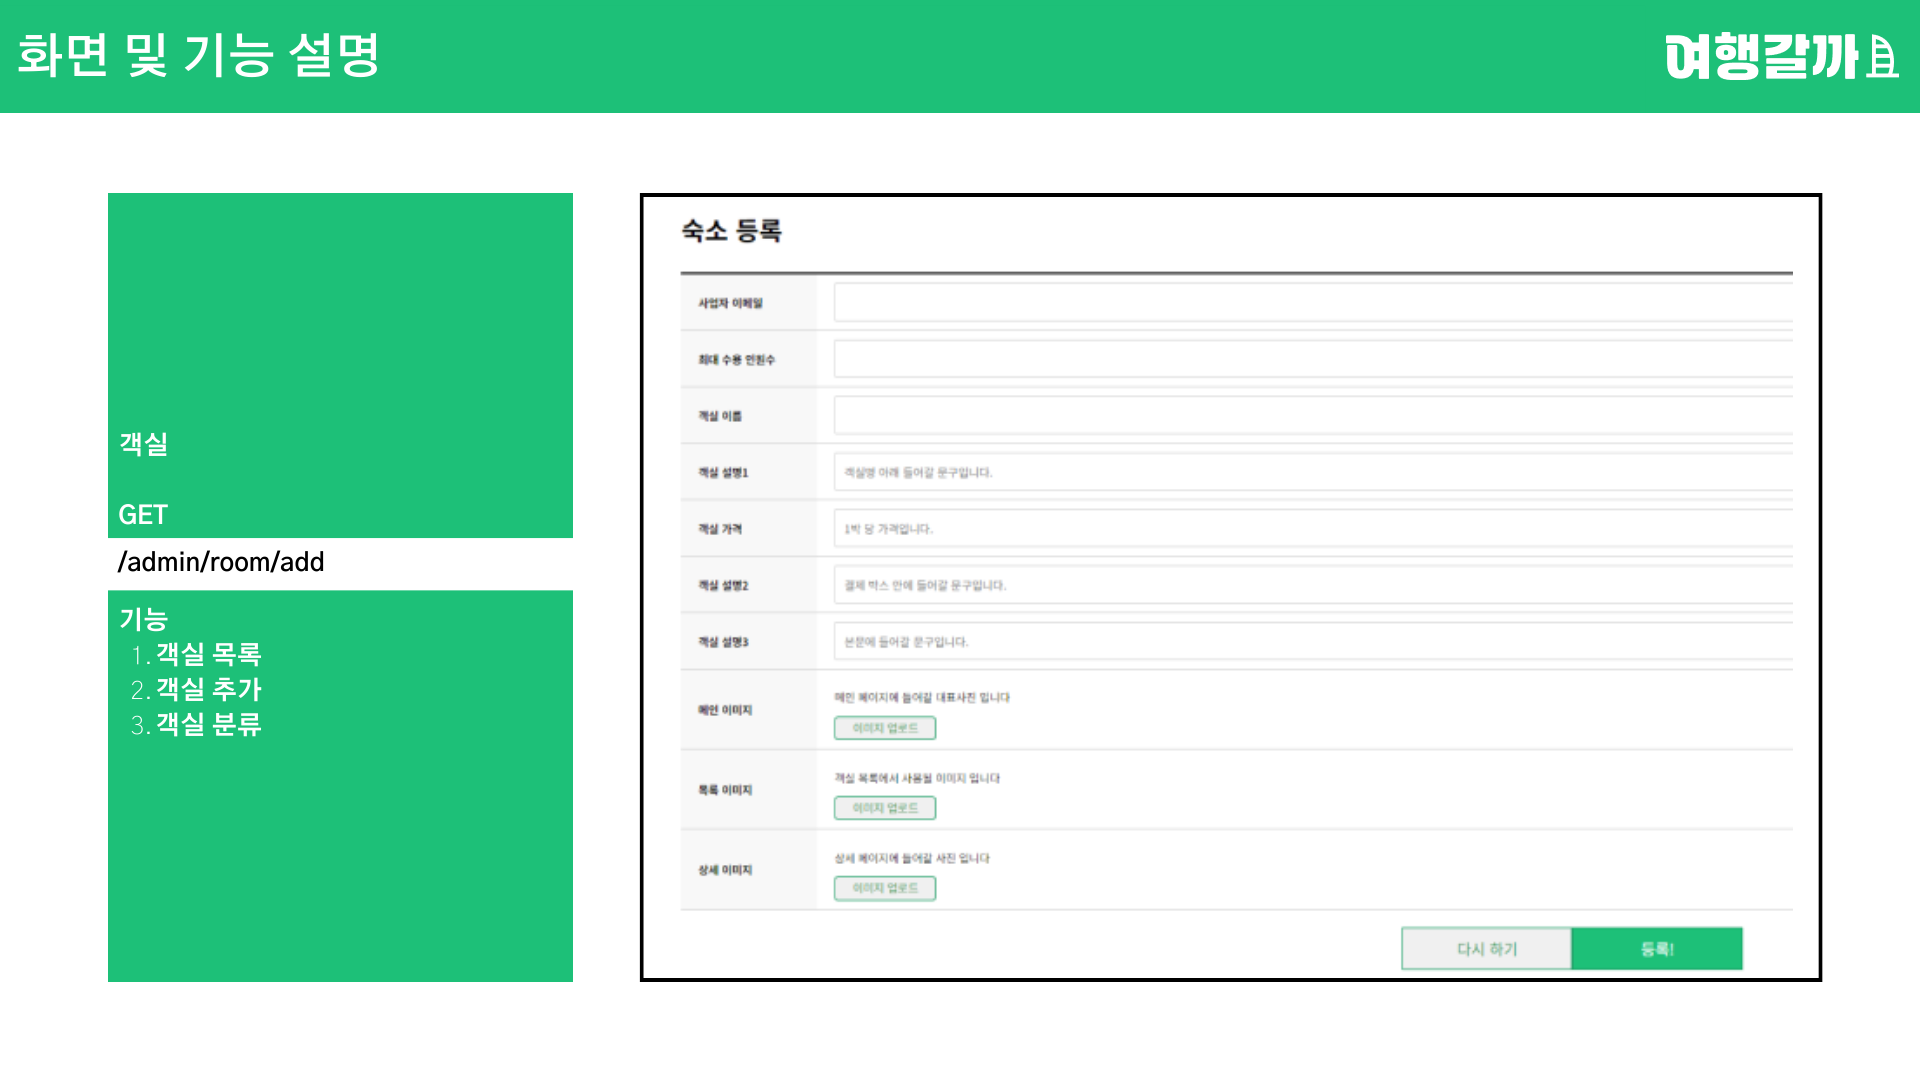 화면 및 기능 설명
여행갈까
객실
GET
/admin/room/add
기능
1. 객실 목록
2. 객실 추가
3. 객실 분류
숙소 등록
사업자 이메일
최대 수용 인원수
객실 이름
객실 설명1
객실명 아래 들어갈 문구입니다.
객실 가격
1박 당 가격입니다.
객실 설명2
결제 박스 안에 들어갈 문구입니다.
객실 설명3
본문에 들어갈 문구입니다.
메인 이미지
메인 페이지에 들어갈 대표사진 입니다
이미지 업로드
목록 이미지
객실 목록에서 사용될 이미지 입니다
이미지 업로드
상세 이미지
상세 페이지에 들어갈 사진 입니다
이미지 업로드
다시 하기
등록!